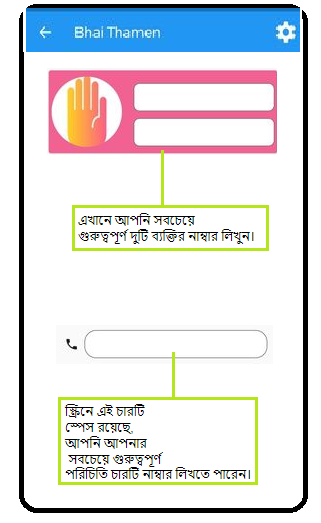 Bhai Thamen
এখানে আপনি সবচেয়ে
গুরুত্বপূর্ণ দুটি ব্যক্তির নাম্বার লিখুন।
স্ক্রিনে এই চারটি
স্পেস রয়েছে,
আপনি আপনার
সবচেয়ে গুরুত্বপূর্ণ
পরিচিতি চারটি নাম্বার লিখতে পারেন।